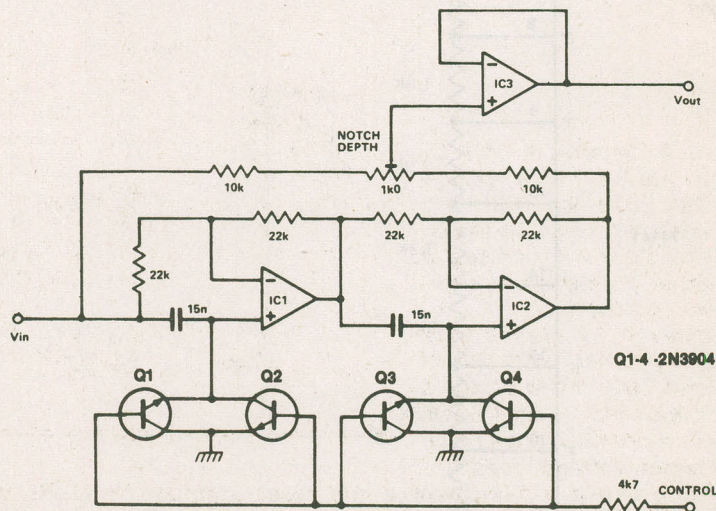 IC3
Vout
NOTCH
DEPTH
10k
1k0
10k
22k
22k
22k
22k
15n
IC1
15n
IC2
Vin
Q1-4 -2N3904
Q1
Q2
Q3
Q4
4k7
CONTROL